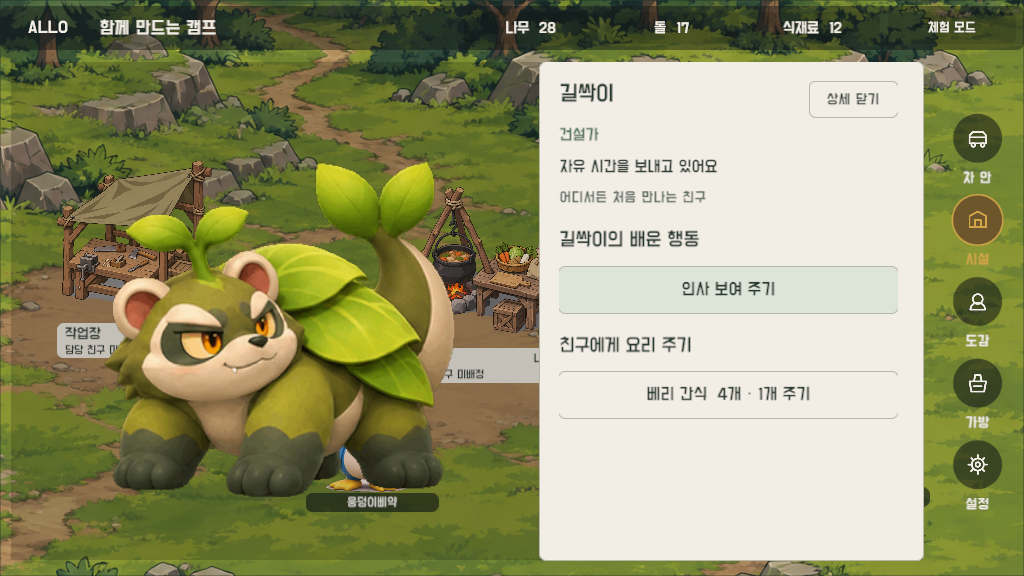 ALLO 함께 만드는 캠프 나무 28 돌 17 식재료 12 체험 모드
길싹이
상세 닫기
건설가
자유 시간을 보내고 있어요
어디서든 처음 만나는 친구
길싹이의 배운 행동
인사 보여 주기
친구에게 요리 주기
베리 간식 4개 · 1개 주기
작업장
담당 친구
미배정
웅덩이삐약
차 안
시설
도감
가방
설정